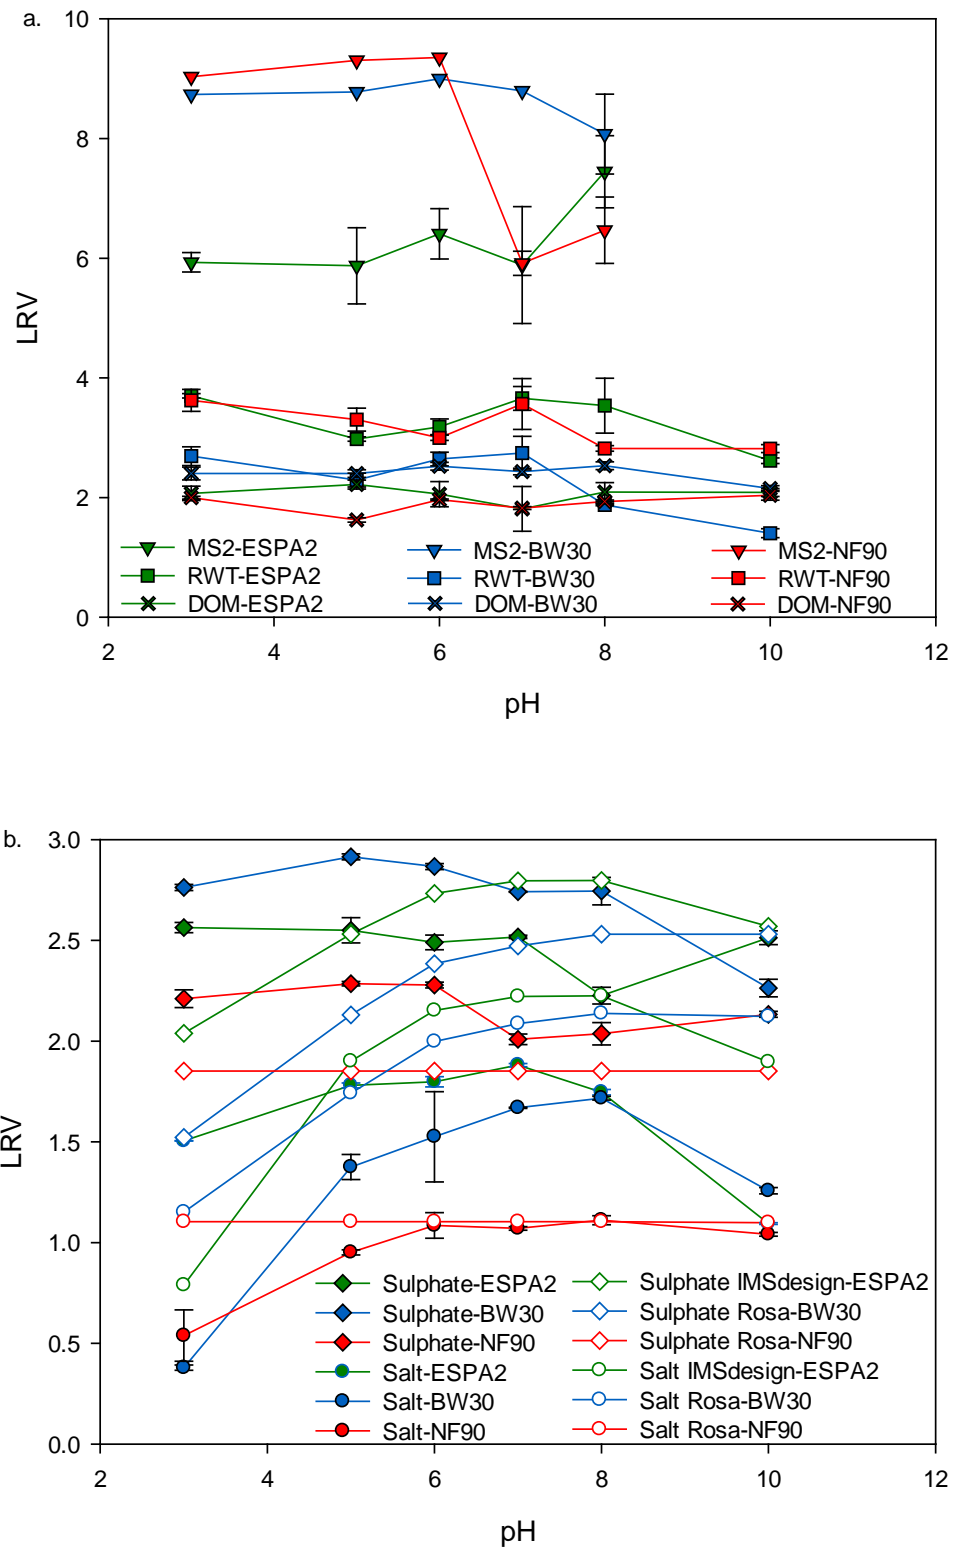 a.
10
8
6
4
2
0
LRV
MS2-ESPA2 MS2-BW30 MS2-NF90
RWT-ESPA2 RWT-BW30 RWT-NF90
DOM-ESPA2 DOM-BW30 DOM-NF90
2 4 6 8 10 12
pH
b.
3.0
2.5
2.0
1.5
1.0
0.5
0.0
LRV
Sulphate-ESPA2 Sulphate IMSdesign-ESPA2
Sulphate-BW30 Sulphate Rosa-BW30
Sulphate-NF90 Sulphate Rosa-NF90
Salt-ESPA2 Salt IMSdesign-ESPA2
Salt-BW30 Salt Rosa-BW30
Salt-NF90 Salt Rosa-NF90
2 4 6 8 10 12
pH